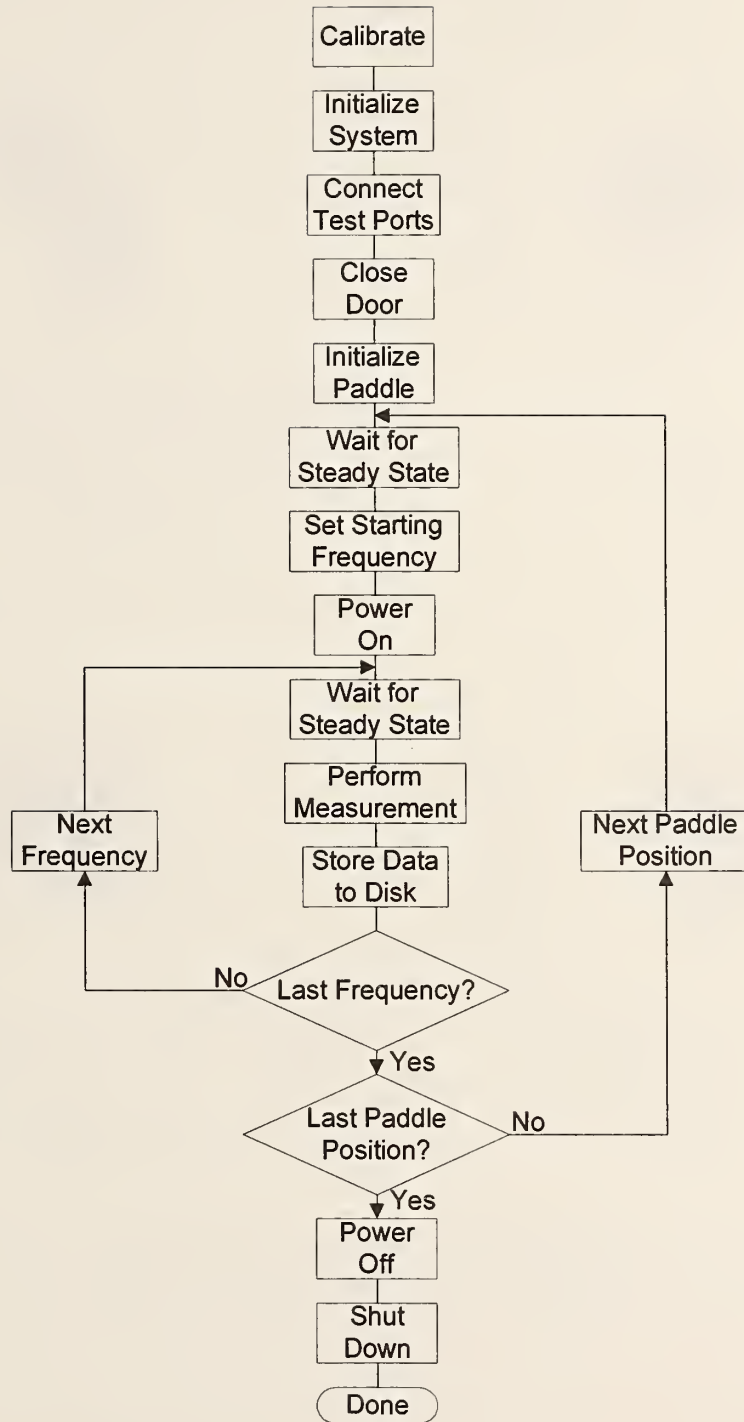 Calibrate
Initialize
System
Connect
Test Ports
Close
Door
Initialize
Paddle
Wait for
Steady State
Set Starting
Frequency
Power
On
Wait for
Steady State
Perform
Measurement
Next
Frequency
Next Paddle
Position
Store Data
to Disk
No
Last Frequency?
Yes
Last Paddle
Position?
No
Yes
Power
Off
Shut
Down
Done